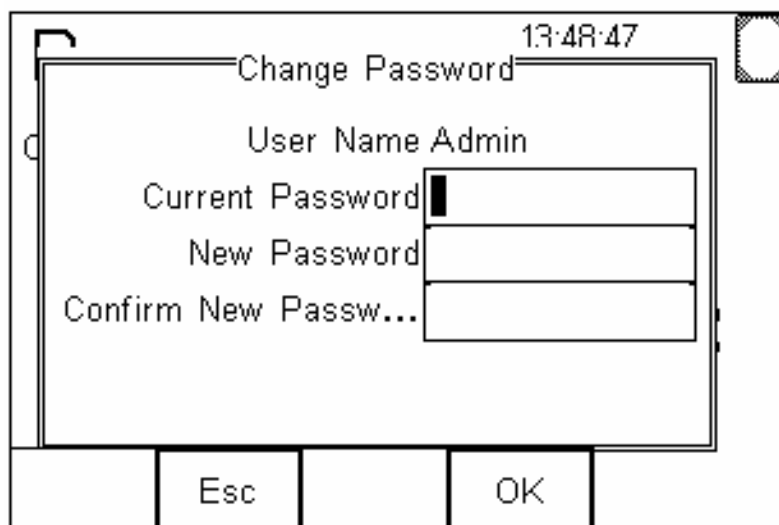 13:48:47
Change Password
User Name Admin
Current Password
New Password
Confirm New Passw...
Esc OK